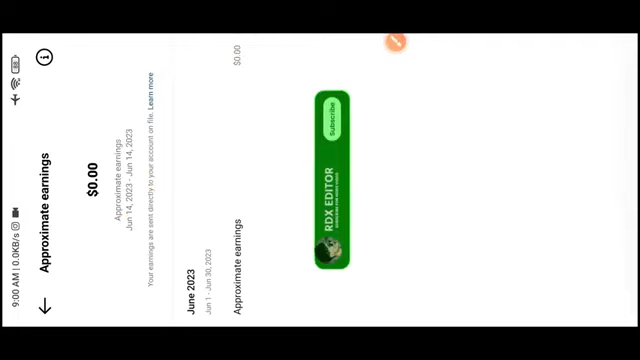 9:00 AM | 0.0KB/s
88
Approximate earnings
$0.00
Approximate earnings
Jun 14, 2023 - Jun 14, 2023
Your earnings are sent directly to your account on file. Learn more
June 2023
Jun 1 - Jun 30, 2023
Approximate earnings
$0.00
RDX EDITOR
Subscribe